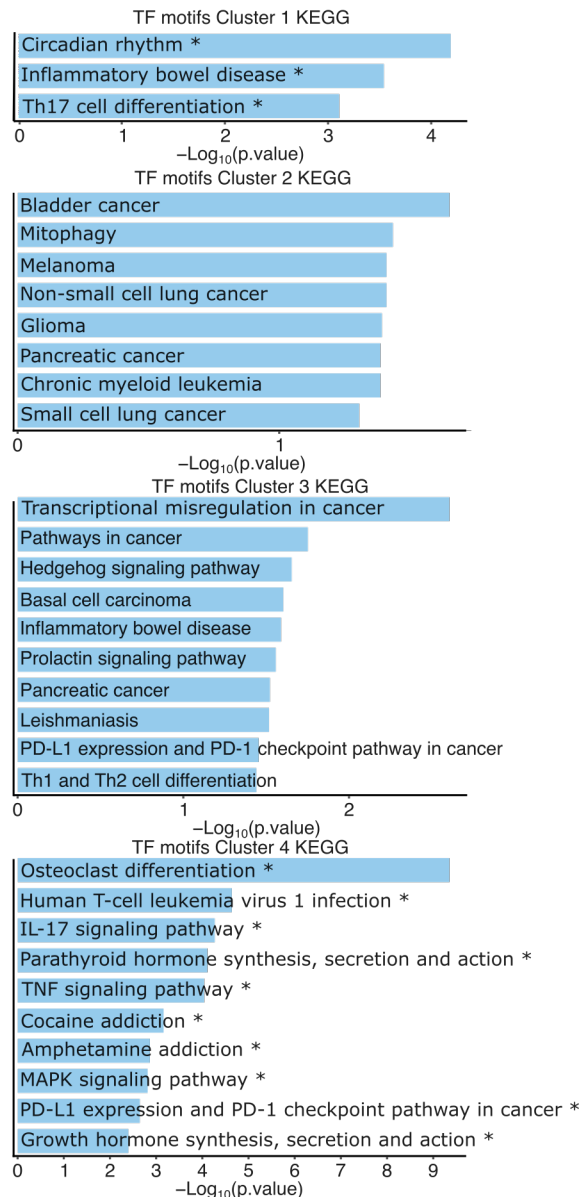 TF motifs Cluster 1 KEGG
Circadian rhythm *
Inflammatory bowel disease *
Th17 cell differentiation *
0 1 2 3 4
−Log10(p.value)
TF motifs Cluster 2 KEGG
Bladder cancer
Mitophagy
Melanoma
Non-small cell lung cancer
Glioma
Pancreatic cancer
Chronic myeloid leukemia
Small cell lung cancer
0 1
−Log10(p.value)
TF motifs Cluster 3 KEGG
Transcriptional misregulation in cancer
Pathways in cancer
Hedgehog signaling pathway
Basal cell carcinoma
Inflammatory bowel disease
Prolactin signaling pathway
Pancreatic cancer
Leishmaniasis
PD-L1 expression and PD-1 checkpoint pathway in cancer
Th1 and Th2 cell differentiation
0 1 2
−Log10(p.value)
TF motifs Cluster 4 KEGG
Osteoclast differentiation *
Human T-cell leukemia virus 1 infection *
IL-17 signaling pathway *
Parathyroid hormone synthesis, secretion and action *
TNF signaling pathway *
Cocaine addiction *
Amphetamine addiction *
MAPK signaling pathway *
PD-L1 expression and PD-1 checkpoint pathway in cancer *
Growth hormone synthesis, secretion and action *
0 1 2 3 4 5 6 7 8 9
−Log10(p.value)